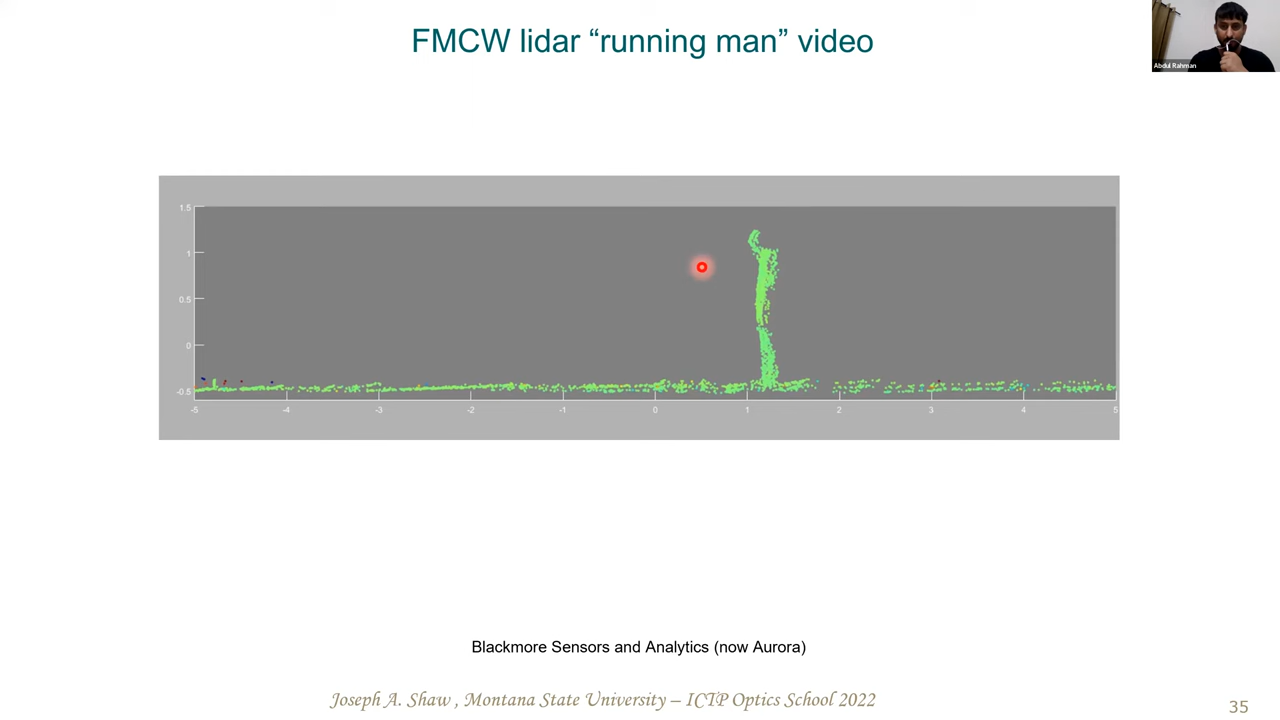 FMCW lidar “running man” video
Abdul Rahman
1.5
1
0.5
0
-0.5
-5 -4 -3 -2 -1 0 1 2 3 4 5
Blackmore Sensors and Analytics (now Aurora)
Joseph A. Shaw , Montana State University – ICTP Optics School 2022
35